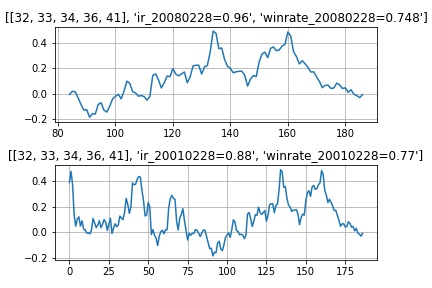 [[32, 33, 34, 36, 41], 'ir_20080228=0.96', 'winrate_20080228=0.748']
0.4
0.2
0.0
−0.2
80 100 120 140 160 180
[[32, 33, 34, 36, 41], 'ir_20010228=0.88', 'winrate_20010228=0.77']
0.4
0.2
0.0
−0.2
0 25 50 75 100 125 150 175